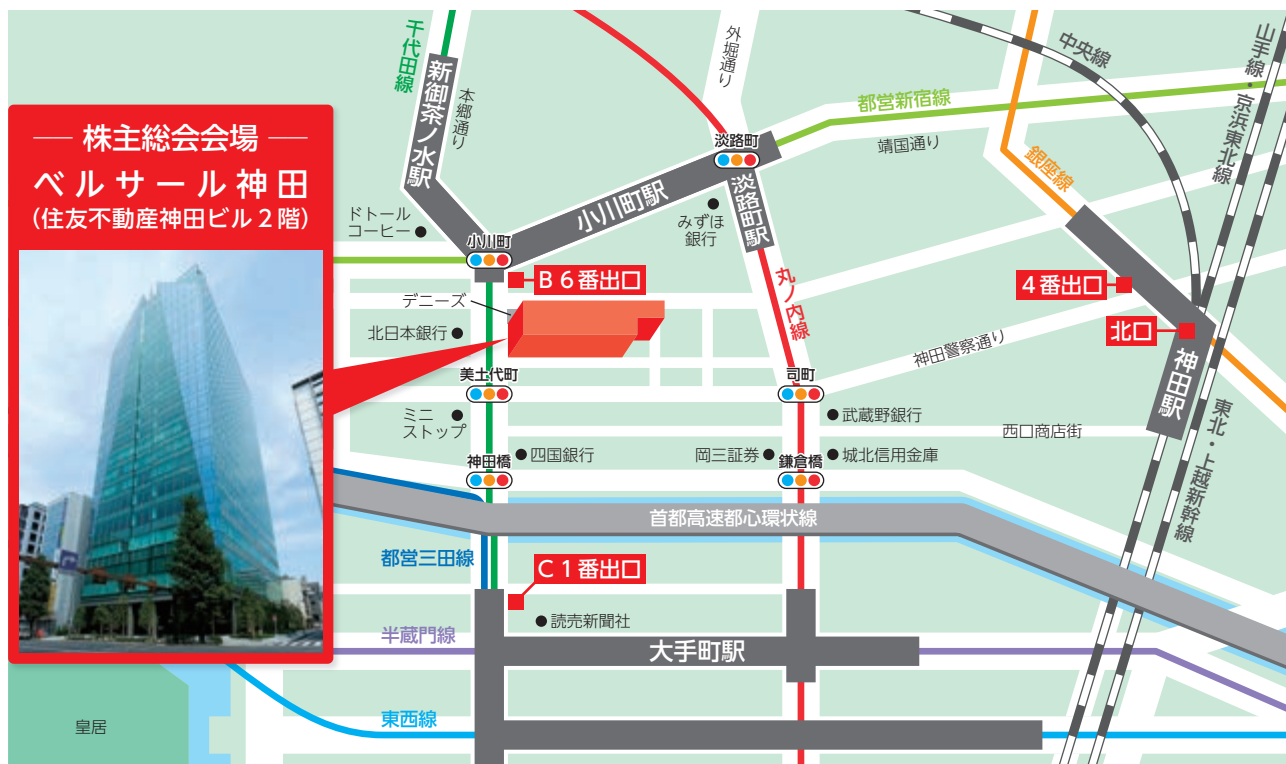 株主総会会場
ベルサール神田
(住友不動産神田ビル2階)
千代田線
新御茶ノ水駅
本郷通り
外堀通り
中央線
山手線・京浜東北線
都営新宿線
靖国通り
淡路町
淡路町駅
小川町駅
みずほ
銀行
銀座線
ドトール
コーヒー
小川町
B6番出口
デニーズ
北日本銀行
丸ノ内線
4番出口
北口
神田駅
神田警察通り
美土代町
司町
ミニ
ストップ
武蔵野銀行
西口商店街
東北・上越新幹線
神田橋
四国銀行
岡三証券
鎌倉橋
城北信用金庫
首都高速都心環状線
都営三田線
C1番出口
読売新聞社
半蔵門線
大手町駅
東西線
皇居